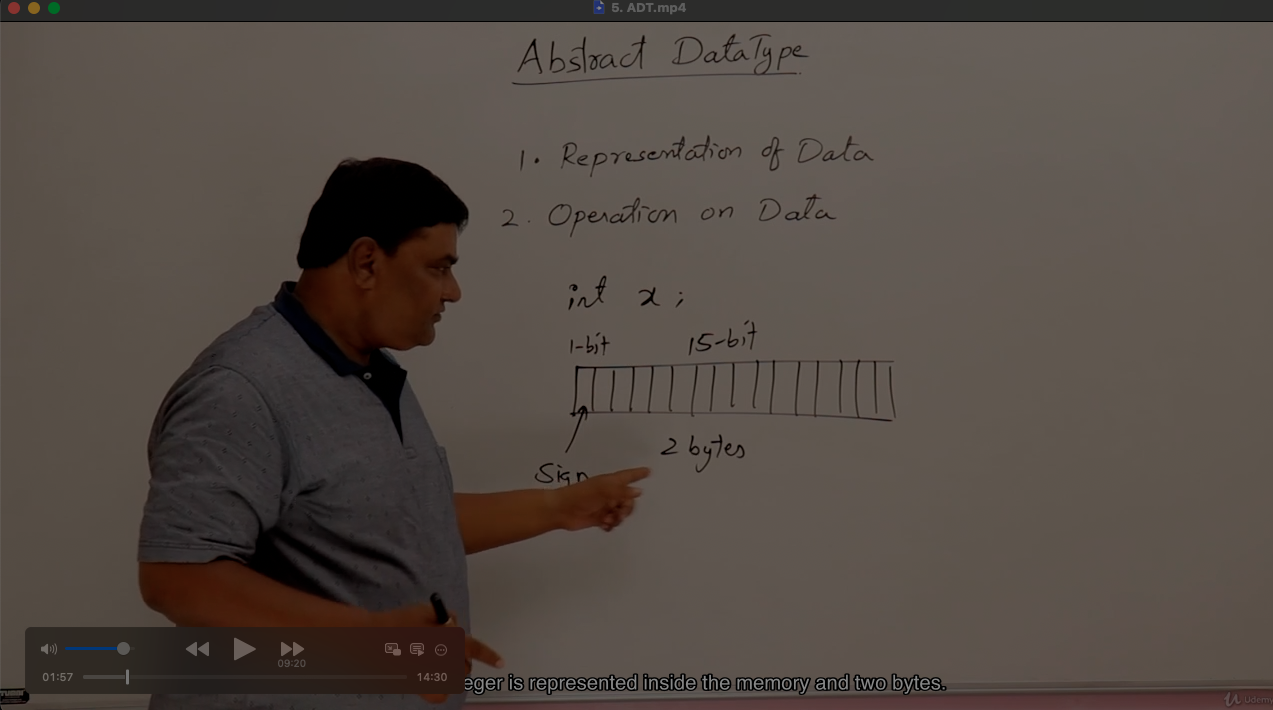 5. ADT.mp4
Abstract DataType
1. Representation of Data
2. Operation on Data
int x;
1-bit 15-bit
2 bytes
Sign
09:20
01:57 14:30
eger is represented inside the memory and two bytes.
Udemy